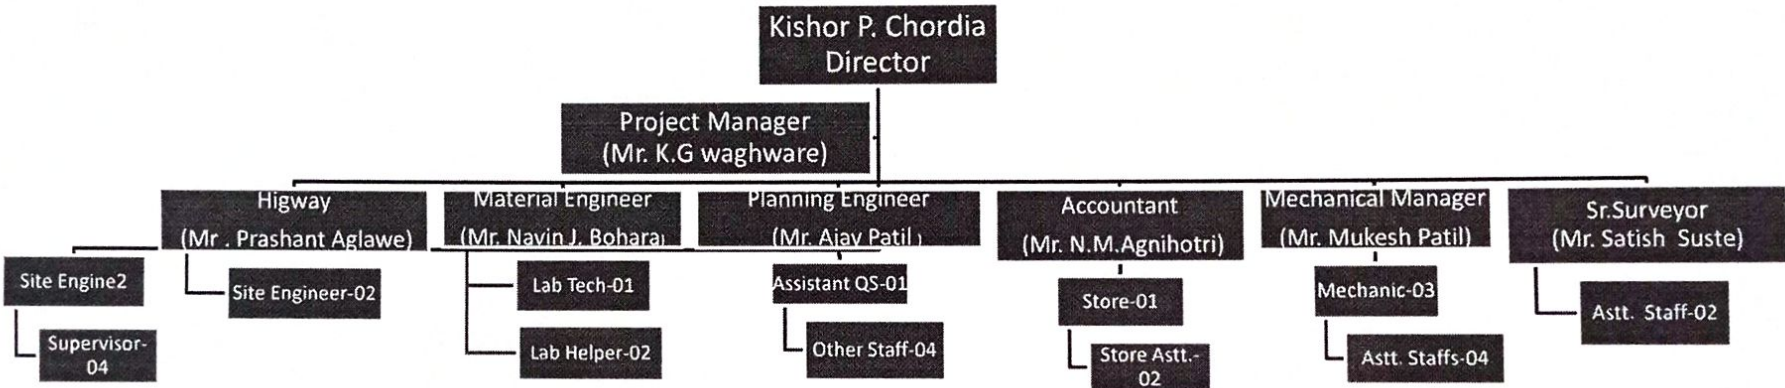 Kishor P. Chordia
Director
Project Manager
(Mr. K.G waghware)
Higway
(Mr . Prashant Aglawe)
Material Engineer
(Mr. Navin J. Bohara)
Planning Engineer
(Mr. Ajay Patil )
Accountant
(Mr. N.M.Agnihotri)
Mechanical Manager
(Mr. Mukesh Patil)
Sr.Surveyor
(Mr. Satish Suste)
Site Engine2
Supervisor-
04
Site Engineer-02
Lab Tech-01
Lab Helper-02
Assistant QS-01
Other Staff-04
Store-01
Store Astt.-
02
Mechanic-03
Astt. Staffs-04
Astt. Staff-02